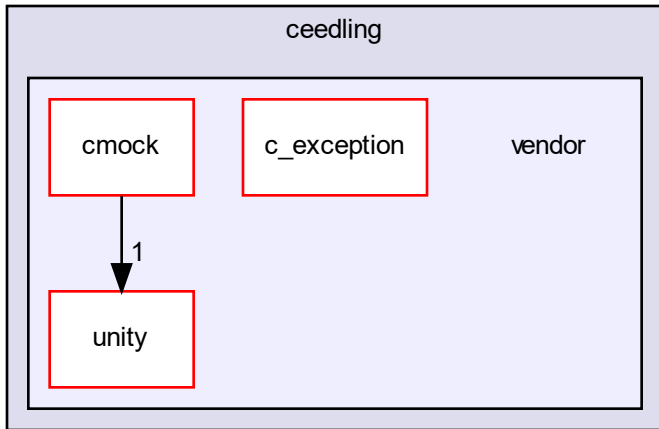 ceedling
cmock
c_exception
vendor
1
unity